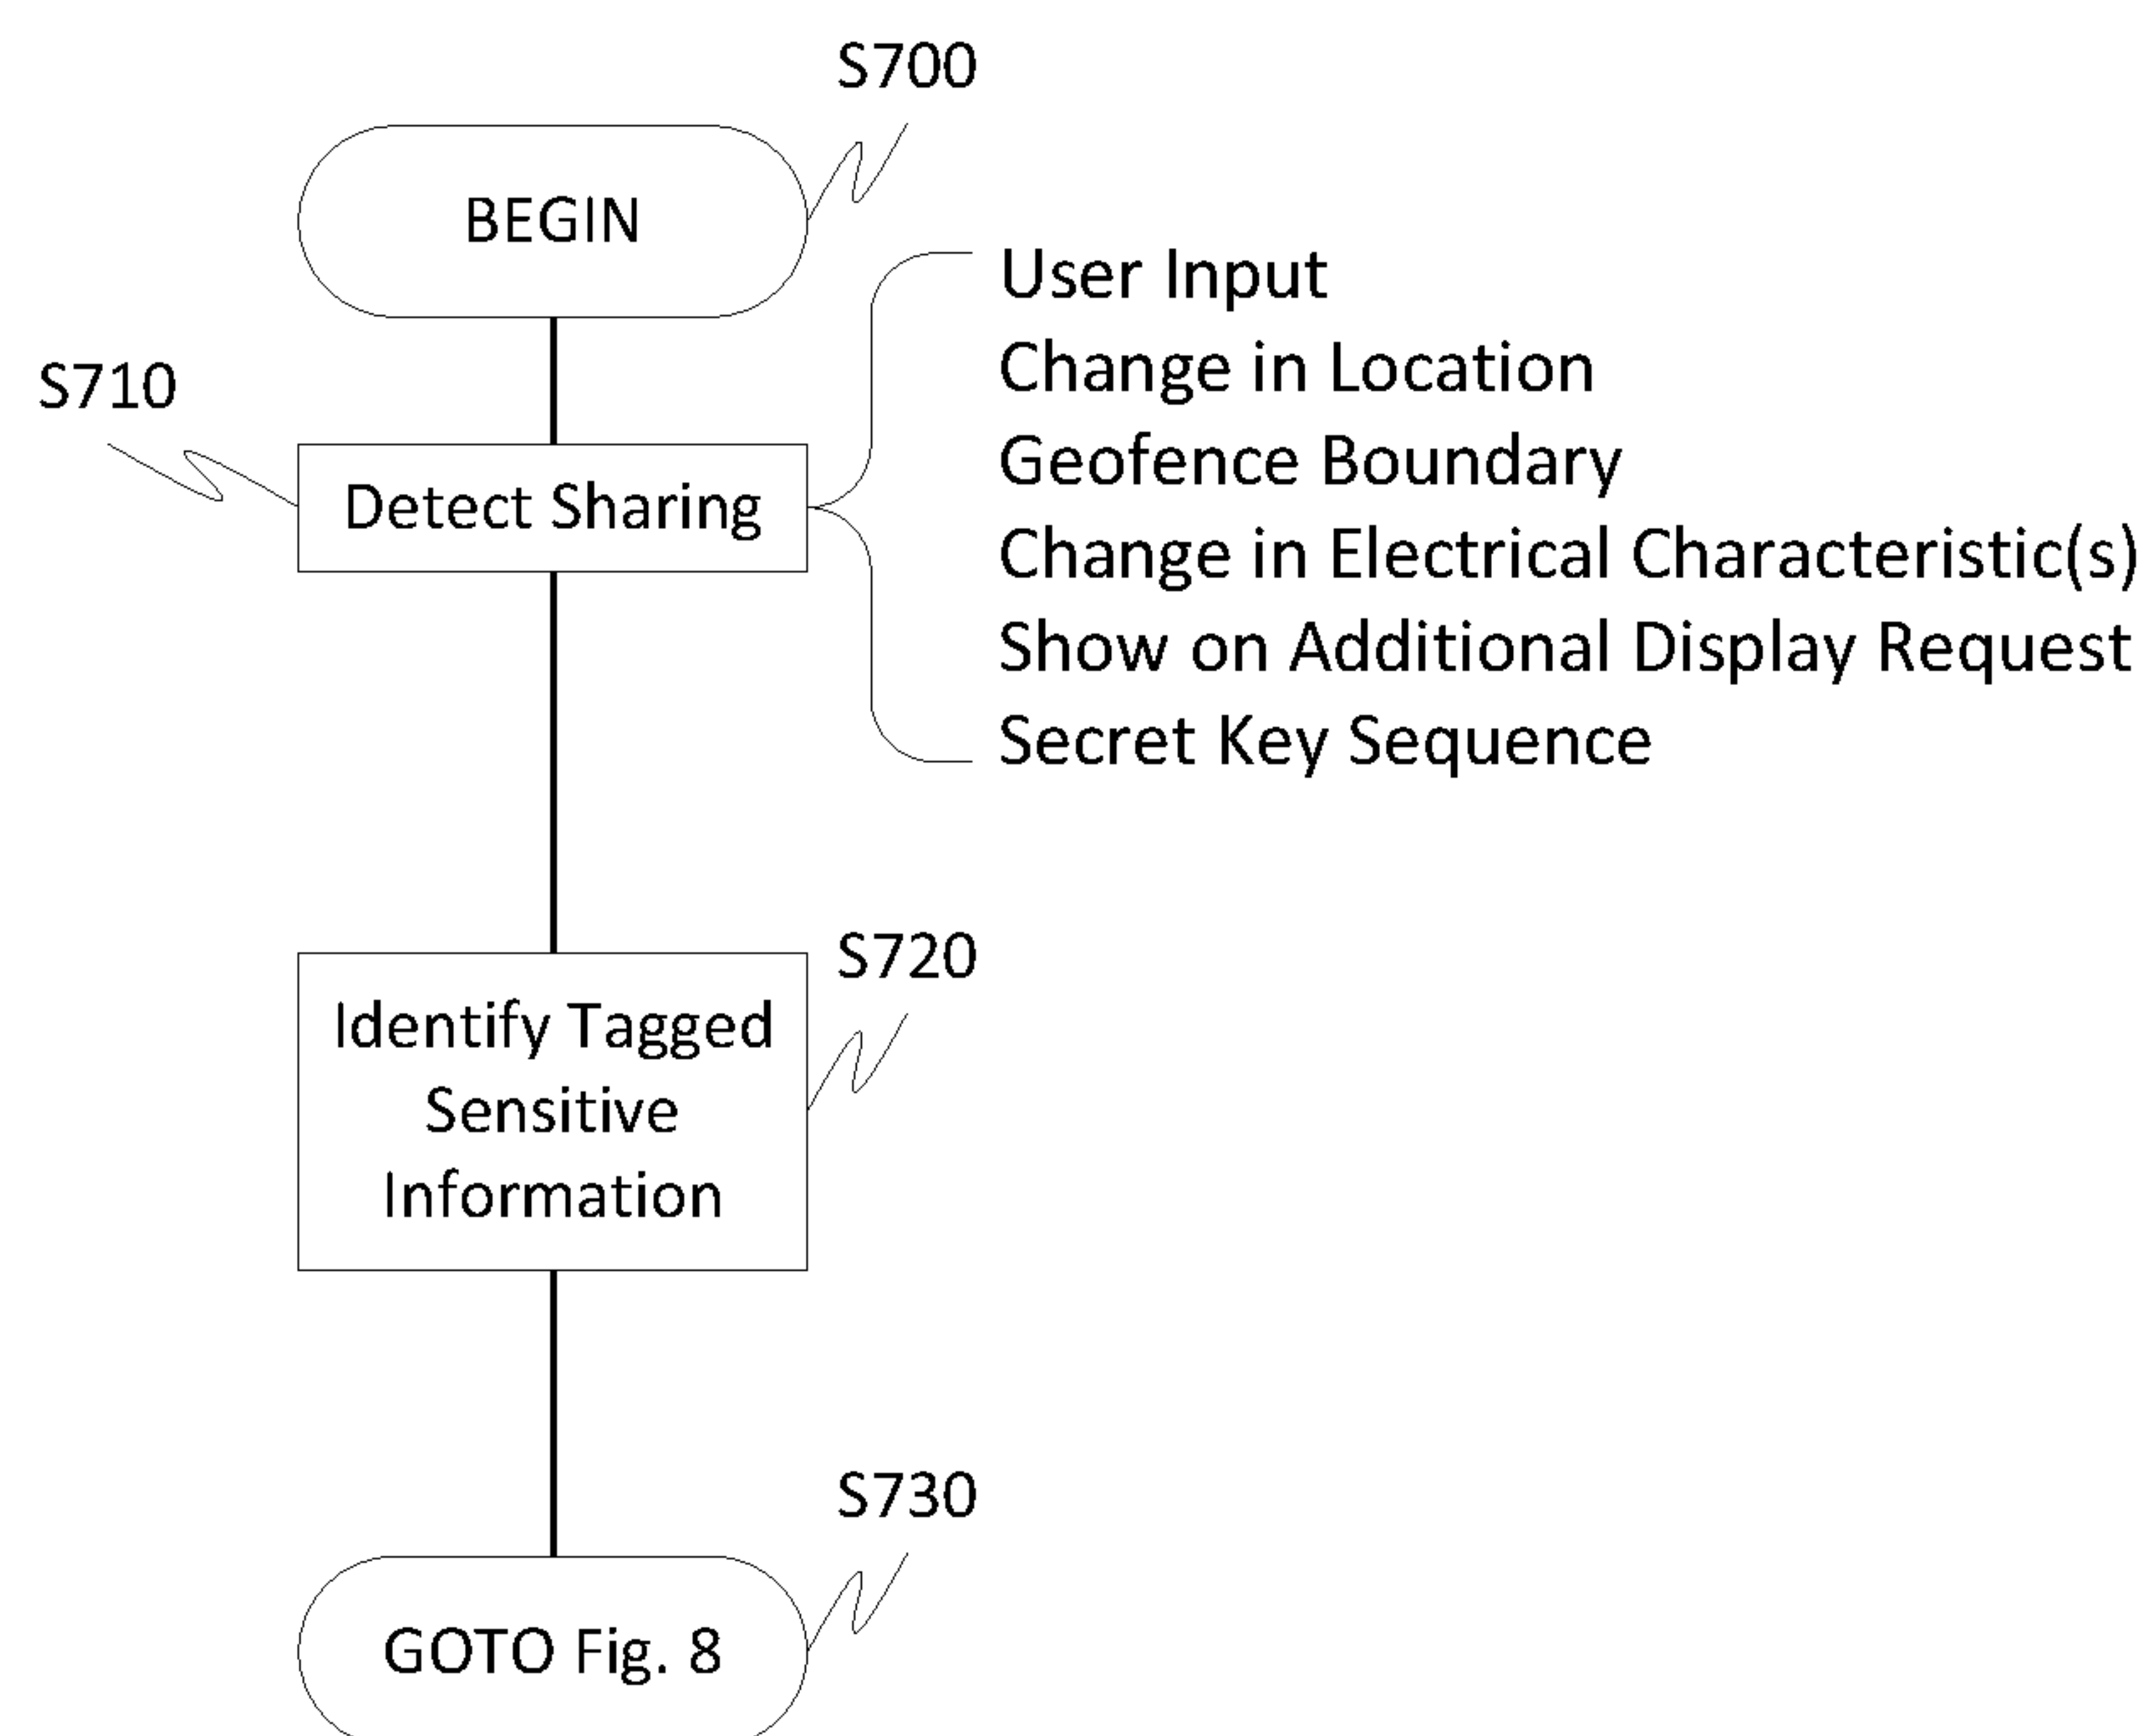 S700
BEGIN
User Input
Change in Location
S710
Geofence Boundary
Detect Sharing
Change in Electrical Characteristic(s)
Show on Additional Display Request
Secret Key Sequence
S720
Identify Tagged
Sensitive
Information
S730
GOTO Fig. 8